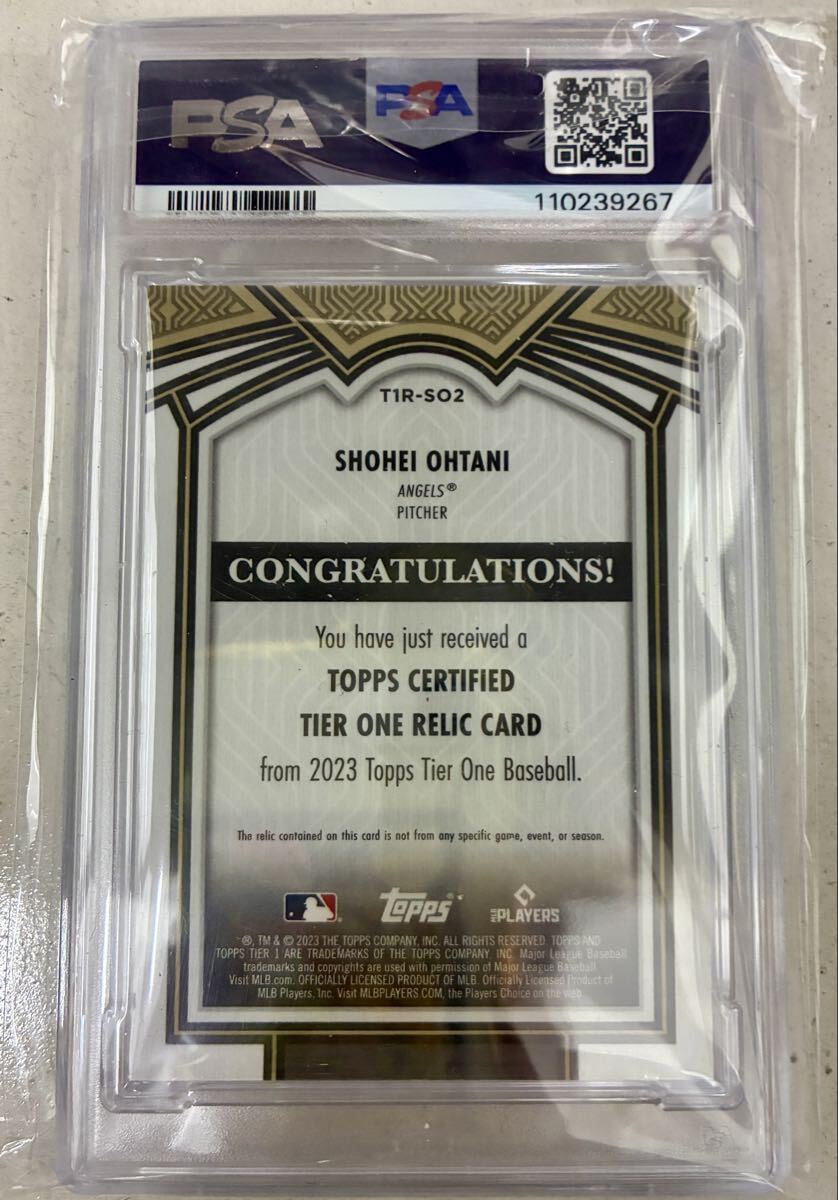 PSA
PSA
110239267
T1R-SO2
SHOHEI OHTANI
ANGELS®
PITCHER
CONGRATULATIONS!
You have just received a
TOPPS CERTIFIED
TIER ONE RELIC CARD
from 2023 Topps Tier One Baseball.
The relic contained on this card is not from any specific game, event, or season.
topps®
MLB PLAYERS
®, TM & © 2023 THE TOPPS COMPANY, INC. ALL RIGHTS RESERVED. TOPPS AND
TOPPS TIER 1 ARE TRADEMARKS OF THE TOPPS COMPANY, INC. Major League Baseball
trademarks and copyrights are used with permission of Major League Baseball.
Visit MLB.com. OFFICIALLY LICENSED PRODUCT OF MLB. Officially Licensed Product of
MLB Players, Inc. Visit MLBPLAYERS.COM, the Players Choice on the web.